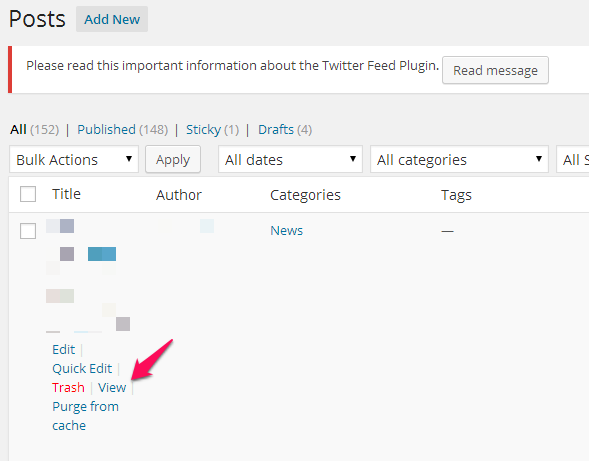 Posts Add New
Please read this important information about the Twitter Feed Plugin. Read message
All (152) | Published (148) | Sticky (1) | Drafts (4)
Bulk Actions Apply All dates All categories All S
Title Author Categories Tags
News —
Edit |
Quick Edit |
Trash | View |
Purge from
cache